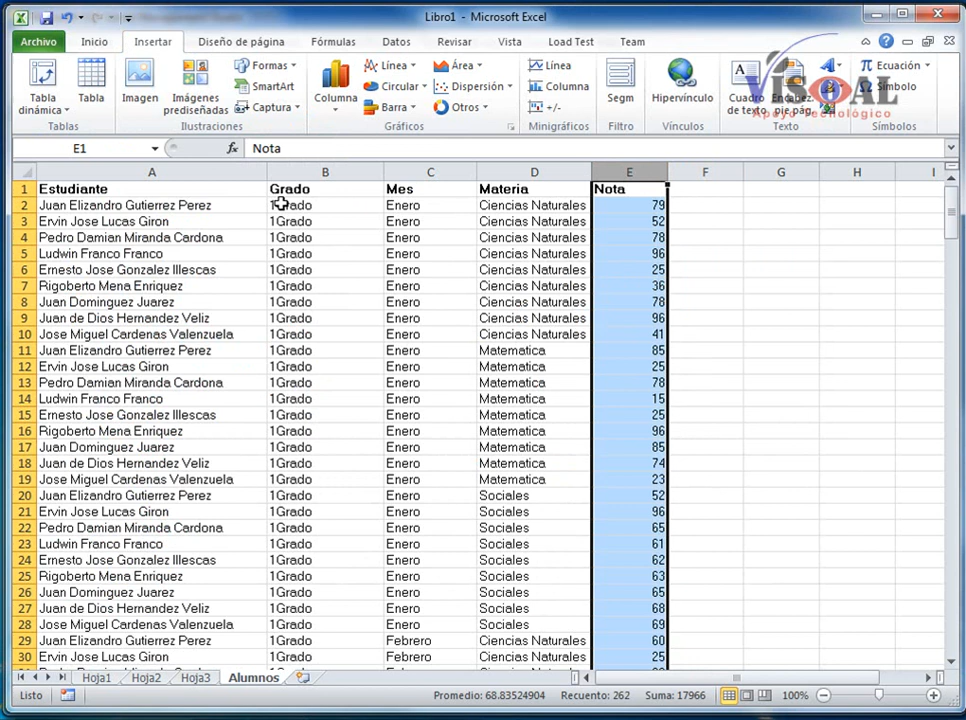 Libro1 - Microsoft Excel
Archivo Inicio Insertar Diseño de página Fórmulas Datos Revisar Vista Load Test Team
Tabla dinámica Tabla Imagen Imágenes prediseñadas Formas SmartArt Captura Columna Línea Circular Barra Área Dispersión Otros Línea Columna +/- Segm Hipervínculo Cuadro de texto Encabez. pie pág. Ecuación Símbolo
VISUAL
Apoyo Tecnológico
Tablas Ilustraciones Gráficos Minigráficos Filtro Vínculos Texto Símbolos
E1 fx Nota
A B C D E F G H I
1 Estudiante Grado Mes Materia Nota
2 Juan Elizandro Gutierrez Perez 1Grado Enero Ciencias Naturales 79
3 Ervin Jose Lucas Giron 1Grado Enero Ciencias Naturales 52
4 Pedro Damian Miranda Cardona 1Grado Enero Ciencias Naturales 78
5 Ludwin Franco Franco 1Grado Enero Ciencias Naturales 96
6 Ernesto Jose Gonzalez Illescas 1Grado Enero Ciencias Naturales 25
7 Rigoberto Mena Enriquez 1Grado Enero Ciencias Naturales 36
8 Juan Dominguez Juarez 1Grado Enero Ciencias Naturales 78
9 Juan de Dios Hernandez Veliz 1Grado Enero Ciencias Naturales 96
10 Jose Miguel Cardenas Valenzuela 1Grado Enero Ciencias Naturales 41
11 Juan Elizandro Gutierrez Perez 1Grado Enero Matematica 85
12 Ervin Jose Lucas Giron 1Grado Enero Matematica 25
13 Pedro Damian Miranda Cardona 1Grado Enero Matematica 78
14 Ludwin Franco Franco 1Grado Enero Matematica 15
15 Ernesto Jose Gonzalez Illescas 1Grado Enero Matematica 25
16 Rigoberto Mena Enriquez 1Grado Enero Matematica 96
17 Juan Dominguez Juarez 1Grado Enero Matematica 85
18 Juan de Dios Hernandez Veliz 1Grado Enero Matematica 74
19 Jose Miguel Cardenas Valenzuela 1Grado Enero Matematica 23
20 Juan Elizandro Gutierrez Perez 1Grado Enero Sociales 52
21 Ervin Jose Lucas Giron 1Grado Enero Sociales 96
22 Pedro Damian Miranda Cardona 1Grado Enero Sociales 65
23 Ludwin Franco Franco 1Grado Enero Sociales 61
24 Ernesto Jose Gonzalez Illescas 1Grado Enero Sociales 62
25 Rigoberto Mena Enriquez 1Grado Enero Sociales 63
26 Juan Dominguez Juarez 1Grado Enero Sociales 65
27 Juan de Dios Hernandez Veliz 1Grado Enero Sociales 68
28 Jose Miguel Cardenas Valenzuela 1Grado Enero Sociales 69
29 Juan Elizandro Gutierrez Perez 1Grado Febrero Ciencias Naturales 60
30 Ervin Jose Lucas Giron 1Grado Febrero Ciencias Naturales 25
Hoja1 Hoja2 Hoja3 Alumnos
Listo Promedio: 68.83524904 Recuento: 262 Suma: 17966 100%